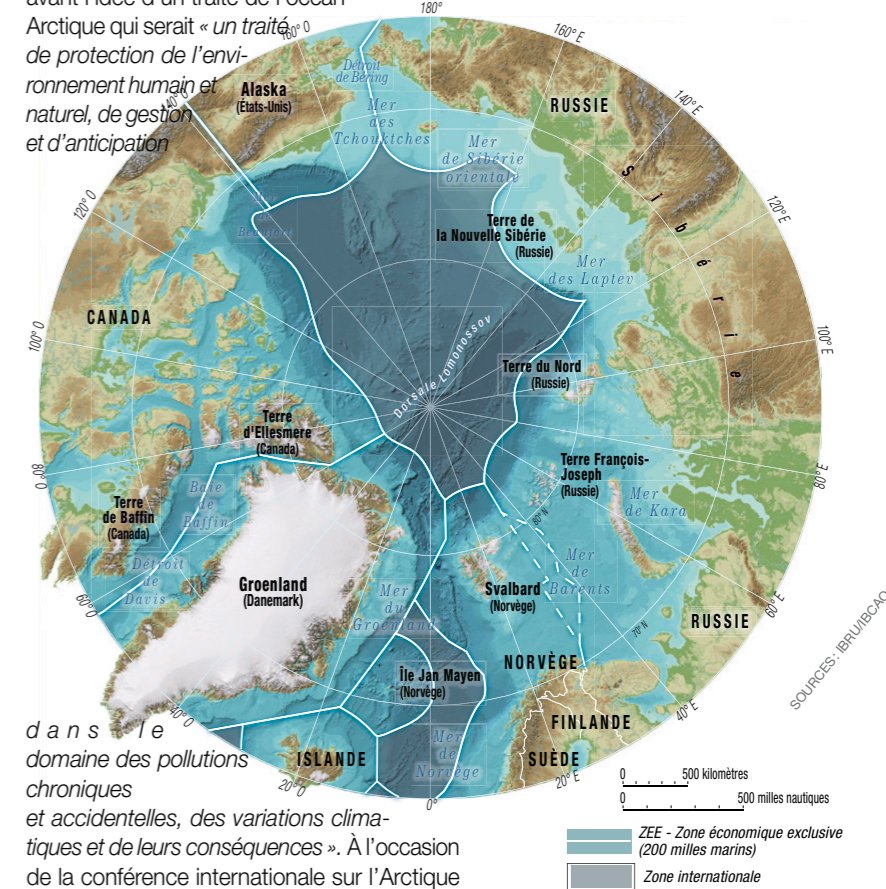 avant l'idée d'un traité de l'océan
Arctique qui serait « un traité
de protection de l'envi-
ronnement humain et
naturel, de gestion
et d'anticipation
180°
160° O
160° E
140° O
140° E
120° O
120° E
100° O
100° E
80° O
80° E
60° O
60° E
40° O
40° E
20° O
20° E
0°
80° N
70° N
Détroit
de Béring
Alaska
(États-Unis)
RUSSIE
Mer
des
Tchouktches
Mer
de Sibérie
orientale
Sibérie
Mer
de
Beaufort
Terre de
la Nouvelle Sibérie
(Russie)
Mer
des Laptev
CANADA
Dorsale Lomonossov
Terre du Nord
(Russie)
Terre
d'Ellesmere
(Canada)
Terre François-
Joseph
(Russie)
Mer
de Kara
Terre
de Baffin
(Canada)
Baie
de
Baffin
Détroit
de
Davis
Groenland
(Danemark)
Mer
du
Groenland
Svalbard
(Norvège)
Mer
de
Barents
RUSSIE
NORVÈGE
Île Jan Mayen
(Norvège)
FINLANDE
SUÈDE
ISLANDE
Mer
de
Norvège
SOURCES : IBRU/IBCAO
0 500 kilomètres
0 500 milles nautiques
ZEE - Zone économique exclusive
(200 milles marins)
Zone internationale
dans le
domaine des pollutions
chroniques
et accidentelles, des variations clima-
tiques et de leurs conséquences ». À l'occasion
de la conférence internationale sur l'Arctique